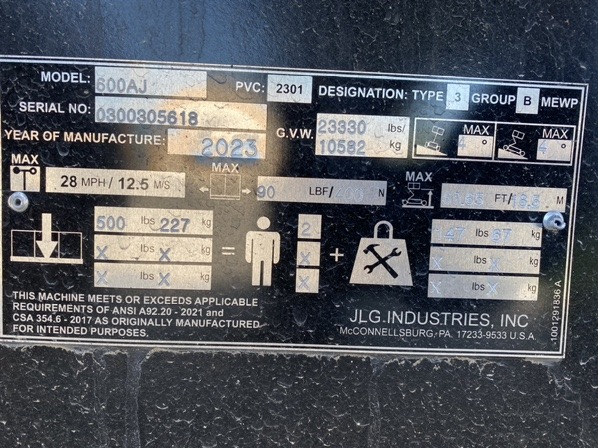 MODEL: 600AJ PVC: 2301 DESIGNATION: TYPE 3 GROUP B MEWP
SERIAL NO: 0300305618
YEAR OF MANUFACTURE: 2023 G.V.W. 23330 lbs/ 10582 kg MAX ° MAX °
MAX 28 MPH / 12.5 M/S MAX 90 LBF/ N MAX FT/ M
500 lbs 227 kg = 2 + 147 lbs 67 kg
X lbs X kg X X lbs X kg
X lbs X kg X X lbs X kg
THIS MACHINE MEETS OR EXCEEDS APPLICABLE
REQUIREMENTS OF ANSI A92.20 - 2021 and
CSA 354.6 - 2017 AS ORIGINALLY MANUFACTURED
FOR INTENDED PURPOSES.
JLG INDUSTRIES, INC
McCONNELLSBURG, PA. 17233-9533 U.S.A.
1001291836 A